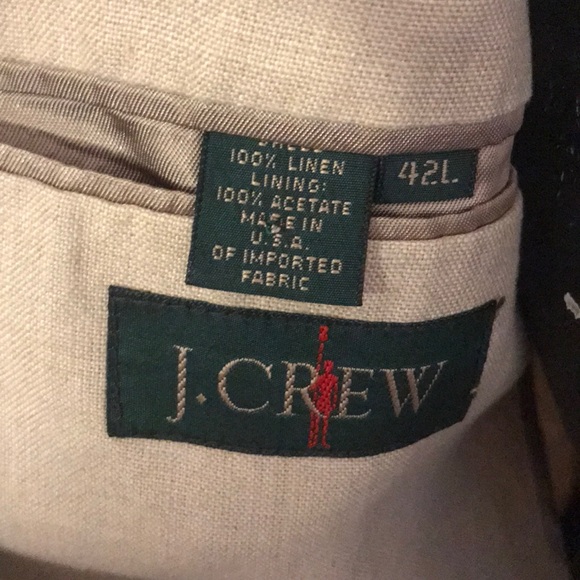 100% LINEN
LINING:
100% ACETATE
MADE IN
U.S.A.
OF IMPORTED
FABRIC
42L
J.CREW